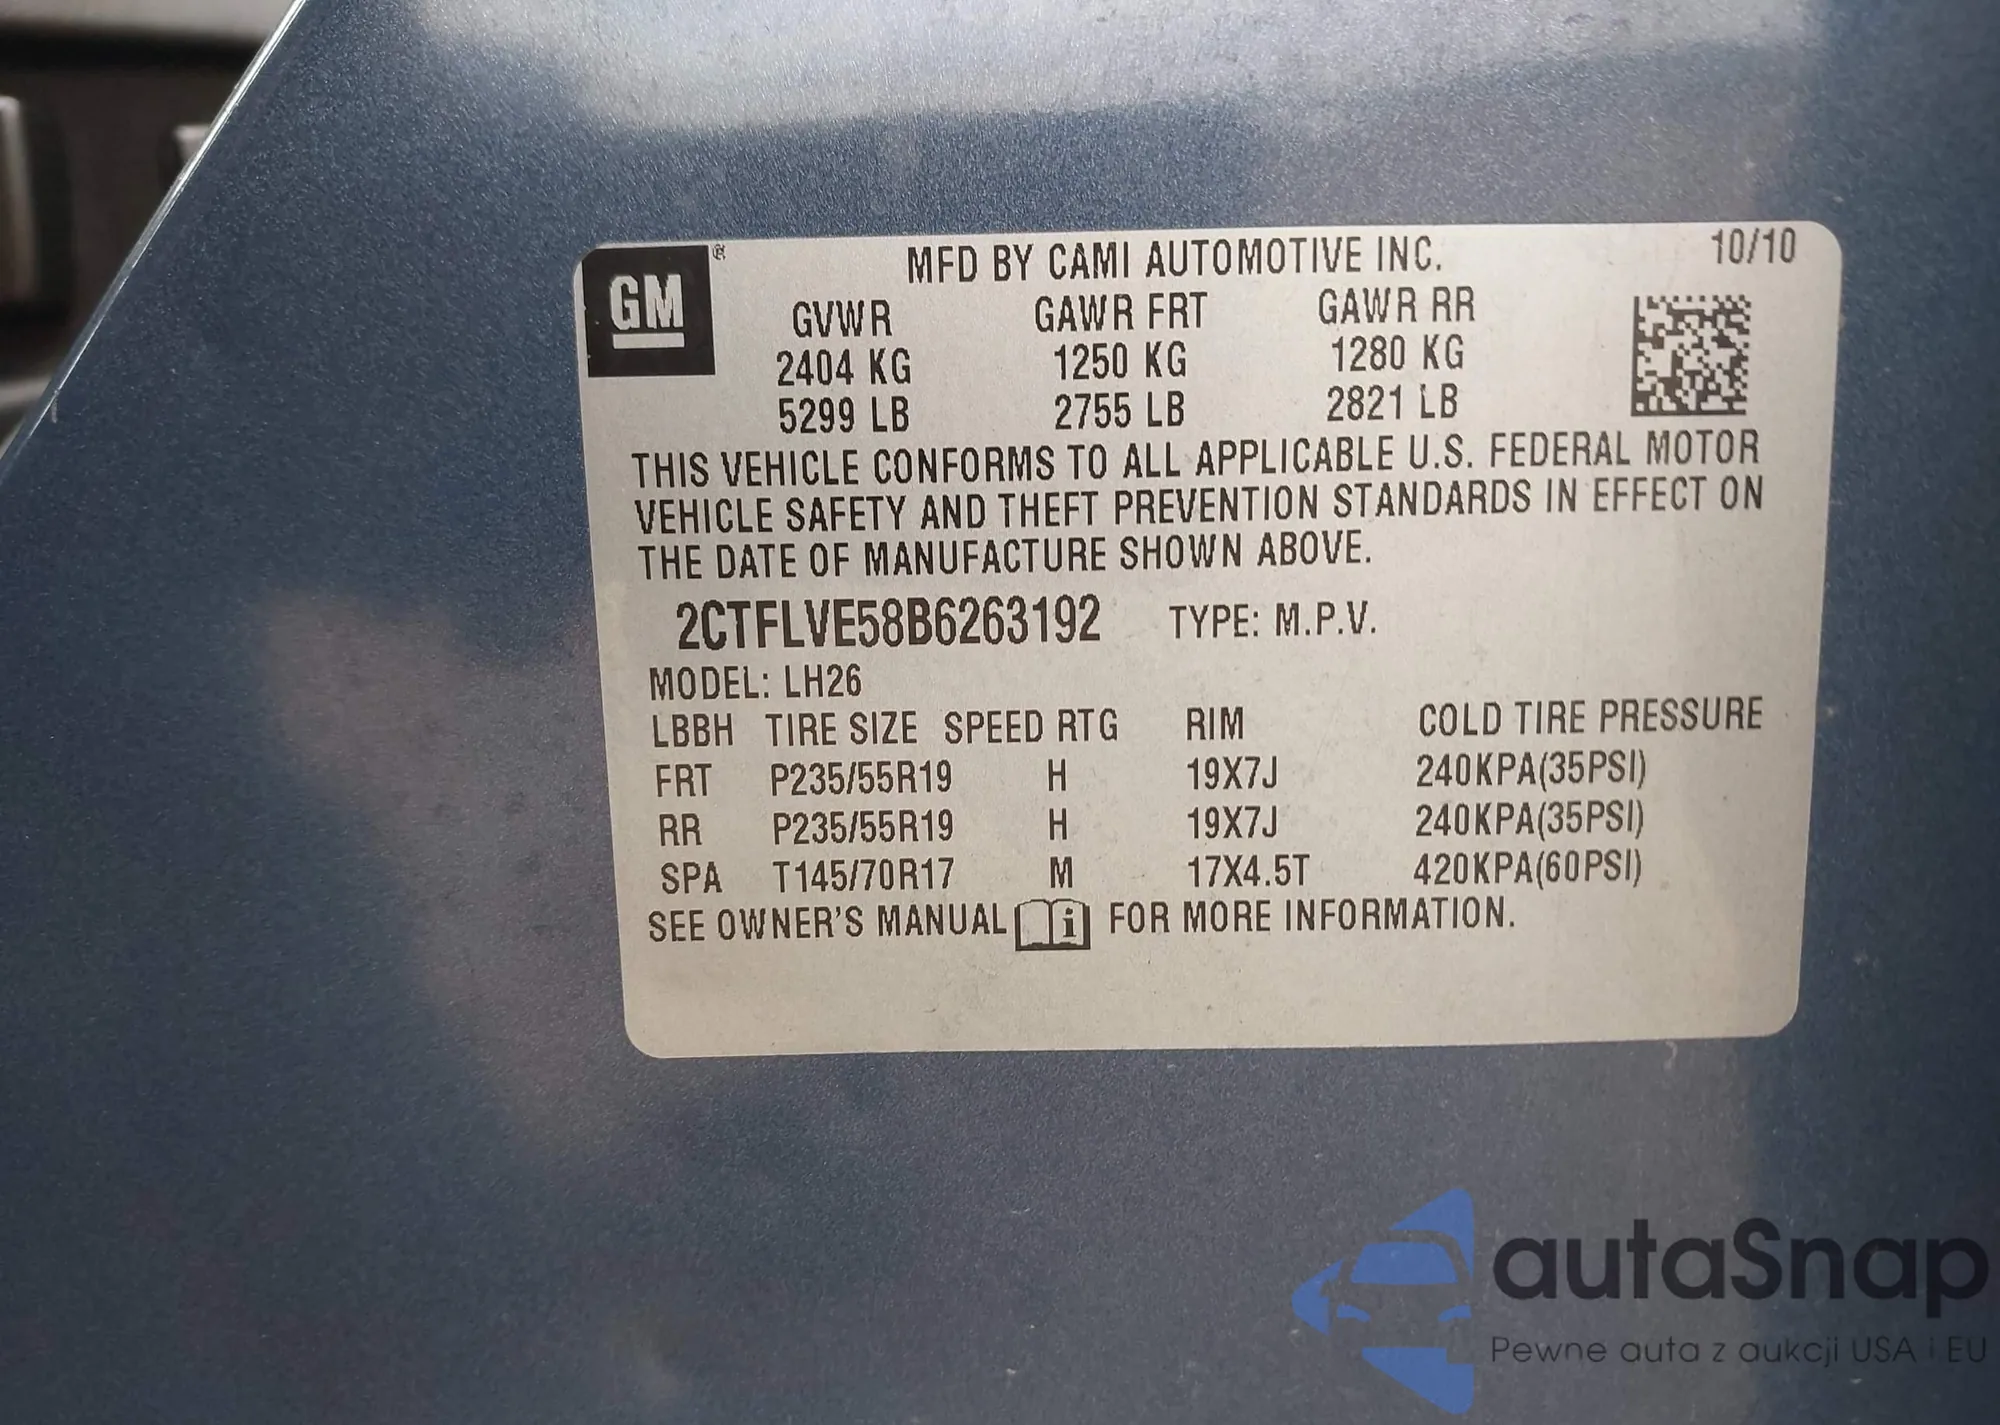 GM®
MFD BY CAMI AUTOMOTIVE INC. 10/10
GVWR GAWR FRT GAWR RR
2404 KG 1250 KG 1280 KG
5299 LB 2755 LB 2821 LB
THIS VEHICLE CONFORMS TO ALL APPLICABLE U.S. FEDERAL MOTOR
VEHICLE SAFETY AND THEFT PREVENTION STANDARDS IN EFFECT ON
THE DATE OF MANUFACTURE SHOWN ABOVE.
2CTFLVE58B6263192 TYPE: M.P.V.
MODEL: LH26
LBBH TIRE SIZE SPEED RTG RIM COLD TIRE PRESSURE
FRT P235/55R19 H 19X7J 240KPA(35PSI)
RR P235/55R19 H 19X7J 240KPA(35PSI)
SPA T145/70R17 M 17X4.5T 420KPA(60PSI)
SEE OWNER'S MANUAL i FOR MORE INFORMATION.
autaSnap
Pewne auta z aukcji USA i EU